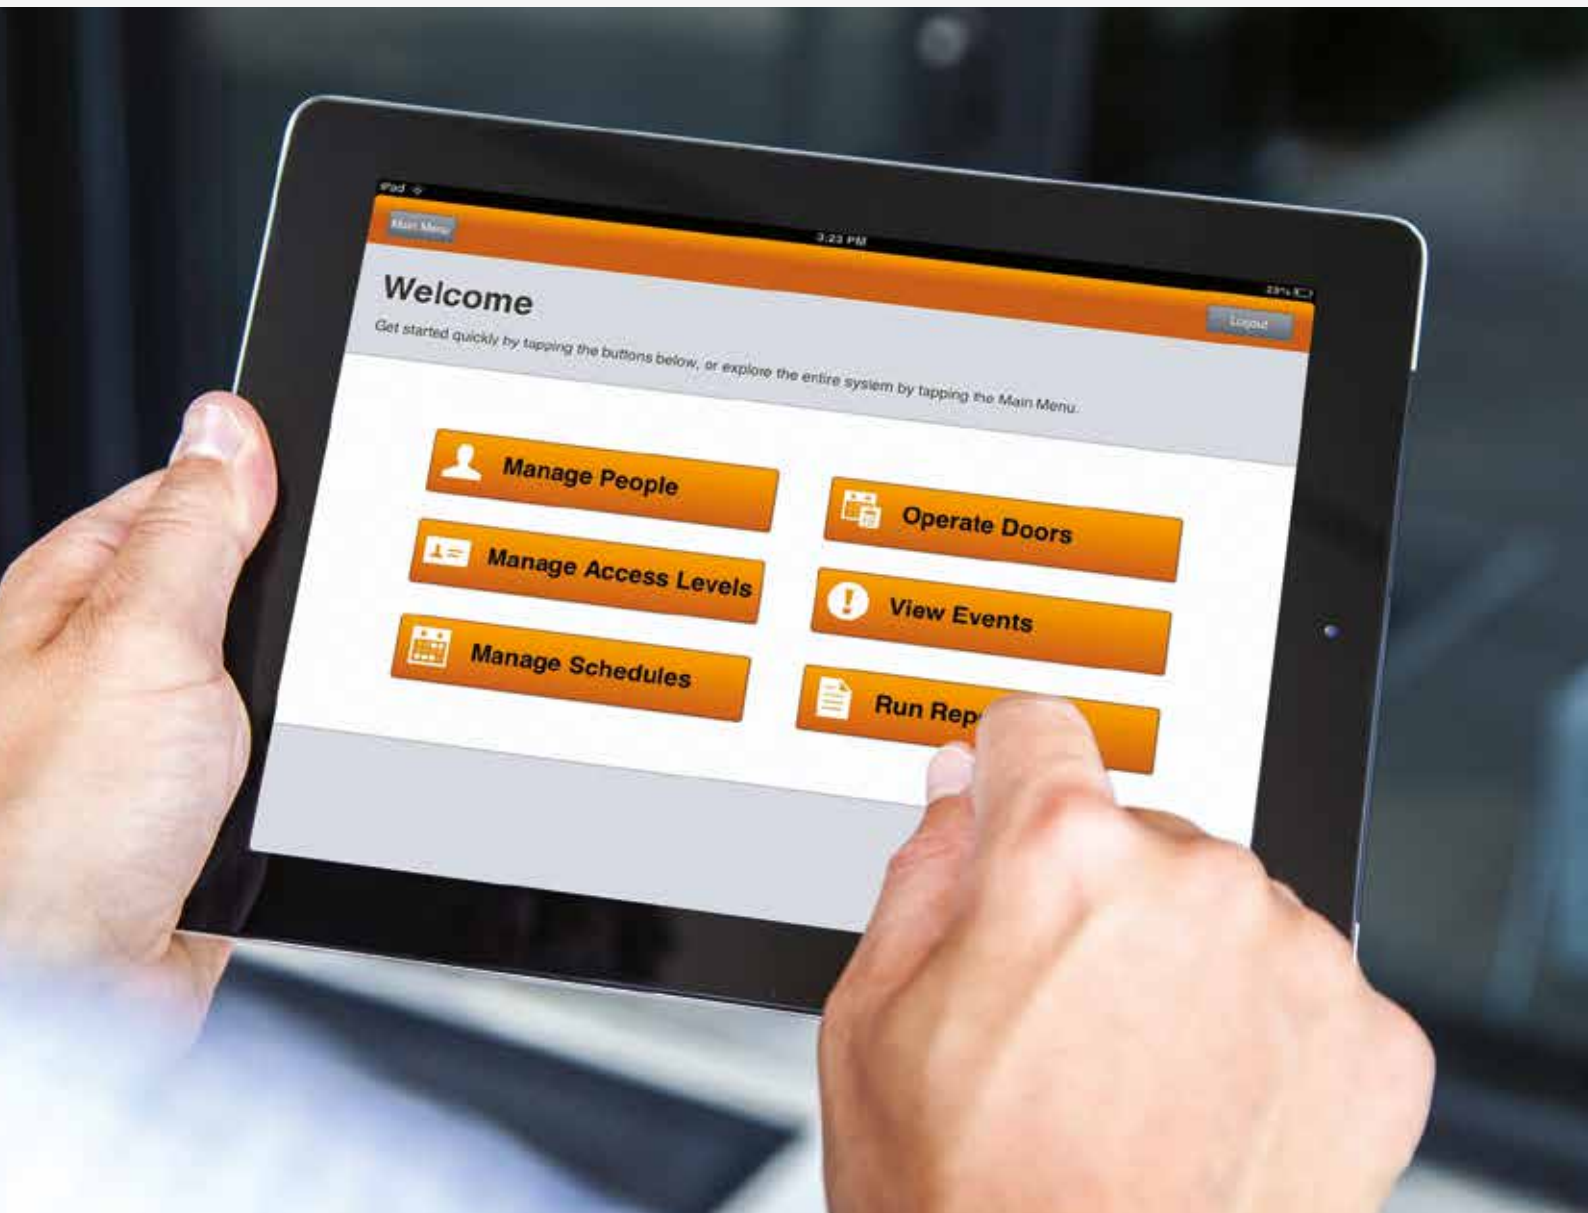 iPad
3:23 PM
Main Menu
Logout
Welcome
Get started quickly by tapping the buttons below, or explore the entire system by tapping the Main Menu.
Manage People
Operate Doors
Manage Access Levels
View Events
Manage Schedules
Run Rep